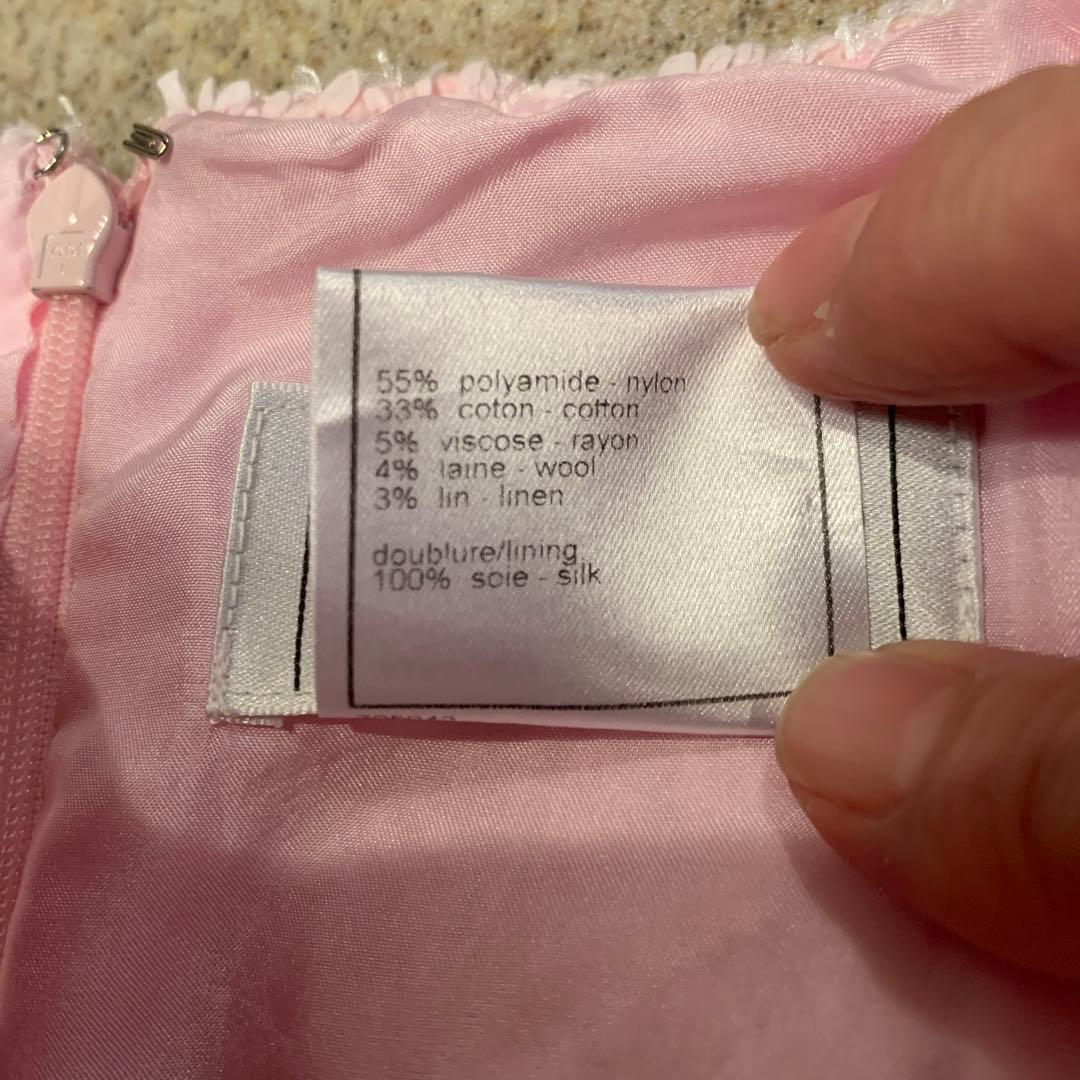 55% polyamide - nylon
33% coton - cotton
5% viscose - rayon
4% laine - wool
3% lin - linen
doublure/lining
100% soie - silk